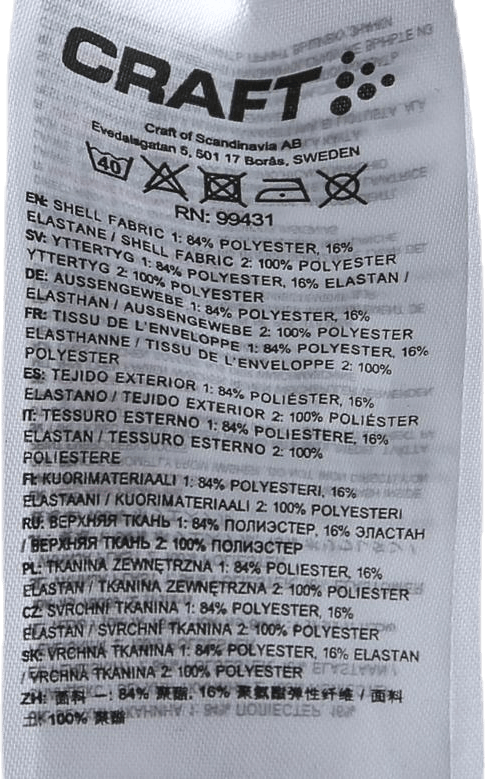 CRAFT
Craft of Scandinavia AB
Evedalsgatan 5, 501 17 Borås, SWEDEN
40
RN: 99431
EN: SHELL FABRIC 1: 84% POLYESTER, 16%
ELASTANE / SHELL FABRIC 2: 100% POLYESTER
SV: YTTERTYG 1: 84% POLYESTER, 16% ELASTAN /
YTTERTYG 2: 100% POLYESTER
DE: AUSSENGEWEBE 1: 84% POLYESTER, 16%
ELASTHAN / AUSSENGEWEBE 2: 100% POLYESTER
FR: TISSU DE L'ENVELOPPE 1: 84% POLYESTER, 16%
ELASTHANNE / TISSU DE L'ENVELOPPE 2: 100%
POLYESTER
ES: TEJIDO EXTERIOR 1: 84% POLIÉSTER, 16%
ELASTANO / TEJIDO EXTERIOR 2: 100% POLIÉSTER
IT: TESSURO ESTERNO 1: 84% POLIESTERE, 16%
ELASTAN / TESSURO ESTERNO 2: 100%
POLIESTERE
FI: KUORIMATERIAALI 1: 84% POLYESTERI, 16%
ELASTAANI / KUORIMATERIAALI 2: 100% POLYESTERI
RU: ВЕРХНЯЯ ТКАНЬ 1: 84% ПОЛИЭСТЕР, 16% ЭЛАСТАН
/ ВЕРХНЯЯ ТКАНЬ 2: 100% ПОЛИЭСТЕР
PL: TKANINA ZEWNĘTRZNA 1: 84% POLIESTER, 16%
ELASTAN / TKANINA ZEWNĘTRZNA 2: 100% POLIESTER
CZ: SVRCHNÍ TKANINA 1: 84% POLYESTER, 16%
ELASTAN / SVRCHNÍ TKANINA 2: 100% POLYESTER
SK: VRCHNÁ TKANINA 1: 84% POLYESTER, 16% ELASTAN
/ VRCHNÁ TKANINA 2: 100% POLYESTER
ZH: 面料 一: 84% 聚酯, 16% 聚氨酯弹性纤维 / 面料
二: 100% 聚酯